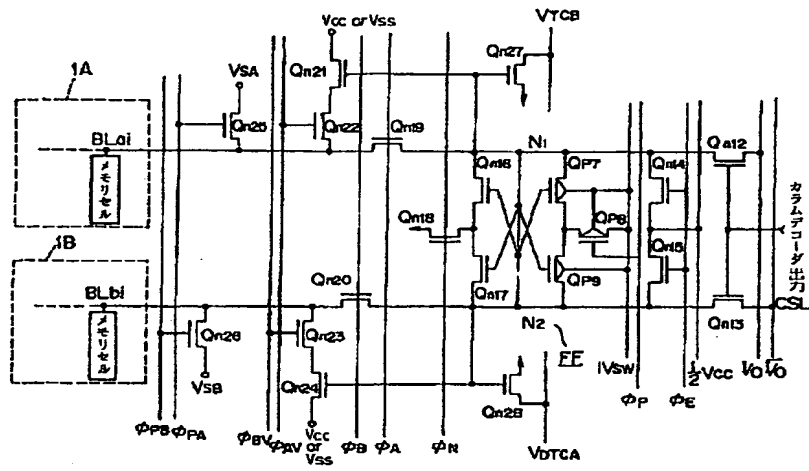 VCC or VSS
VTCB
Qn27
1A
VSA
Qn21
Qn25
Qn22
Qn19
BLai
メモリセル
N1
Qn12
Qn16
QP7
Qn14
Qn18
QP8
カラムデコーダ出力
1B
Qn20
Qn17
QP9
Qn15
BLbi
メモリセル
CSL
N2
Qn13
Qn26
Qn23
FF
VSB
Qn24
Qn28
VSW
I/O
I/O
1/2 VCC
φP
φE
φPB
φPA
φBV
φAV
VCC or VSS
φB
φA
φN
VDTCA